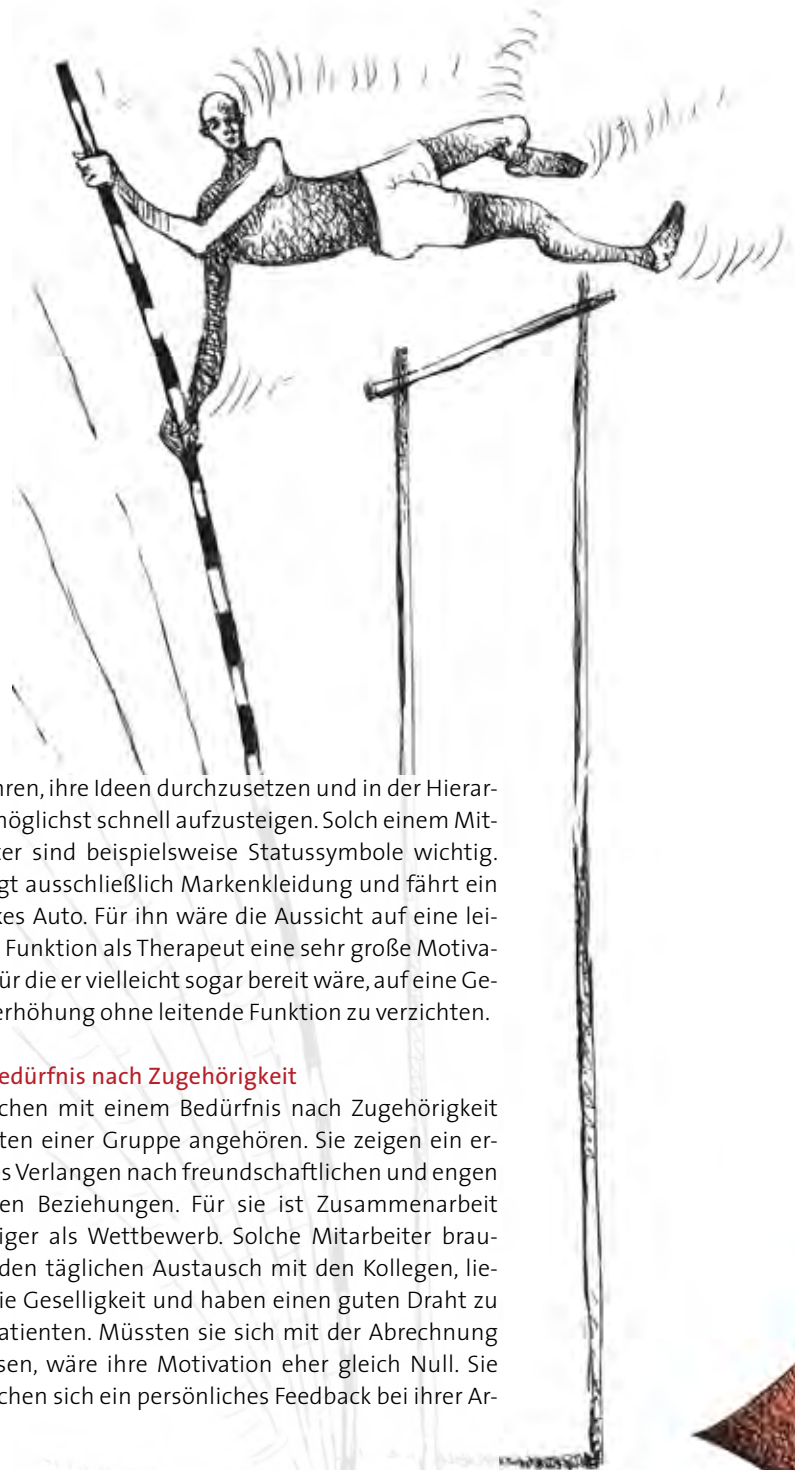 hren, ihre Ideen durchzusetzen und in der Hierar-
möglichst schnell aufzusteigen. Solch einem Mit-
ter sind beispielsweise Statussymbole wichtig.
gt ausschließlich Markenkleidung und fährt ein
kes Auto. Für ihn wäre die Aussicht auf eine lei-
Funktion als Therapeut eine sehr große Motiva-
für die er vielleicht sogar bereit wäre, auf eine Ge-
erhöhung ohne leitende Funktion zu verzichten.
edürfnis nach Zugehörigkeit
chen mit einem Bedürfnis nach Zugehörigkeit
ten einer Gruppe angehören. Sie zeigen ein er-
es Verlangen nach freundschaftlichen und engen
en Beziehungen. Für sie ist Zusammenarbeit
iger als Wettbewerb. Solche Mitarbeiter brau-
den täglichen Austausch mit den Kollegen, lie-
ie Geselligkeit und haben einen guten Draht zu
atienten. Müssten sie sich mit der Abrechnung
sen, wäre ihre Motivation eher gleich Null. Sie
chen sich ein persönliches Feedback bei ihrer Ar-